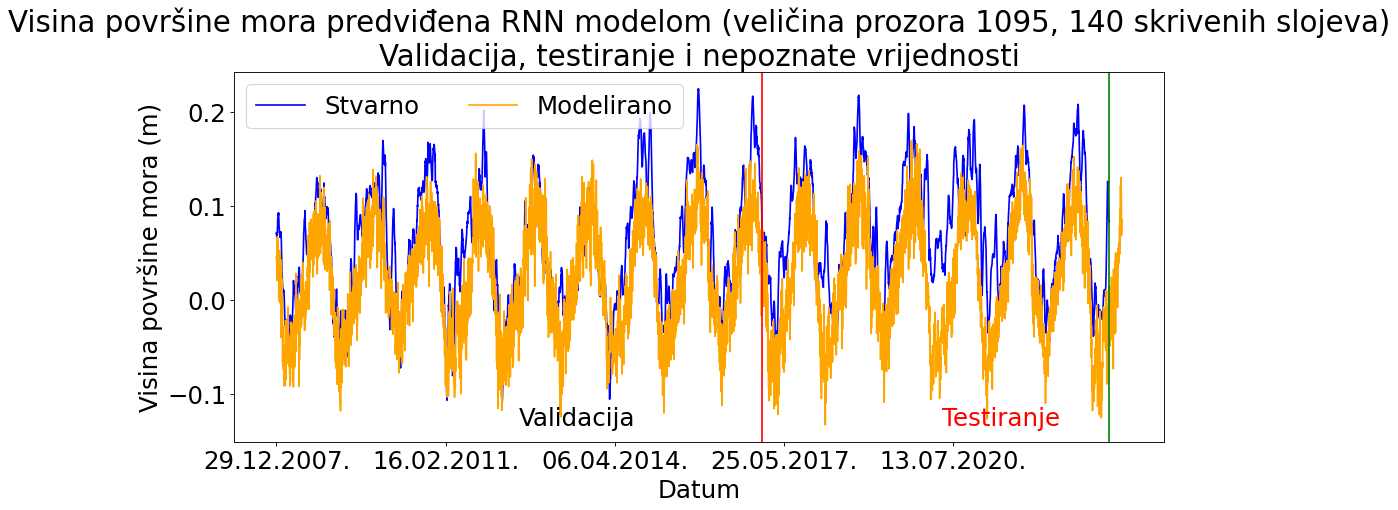 Visina površine mora predviđena RNN modelom (veličina prozora 1095, 140 skrivenih slojeva)
Validacija, testiranje i nepoznate vrijednosti
Stvarno Modelirano
Visina površine mora (m)
0.2
0.1
0.0
−0.1
Validacija Testiranje
29.12.2007. 16.02.2011. 06.04.2014. 25.05.2017. 13.07.2020.
Datum